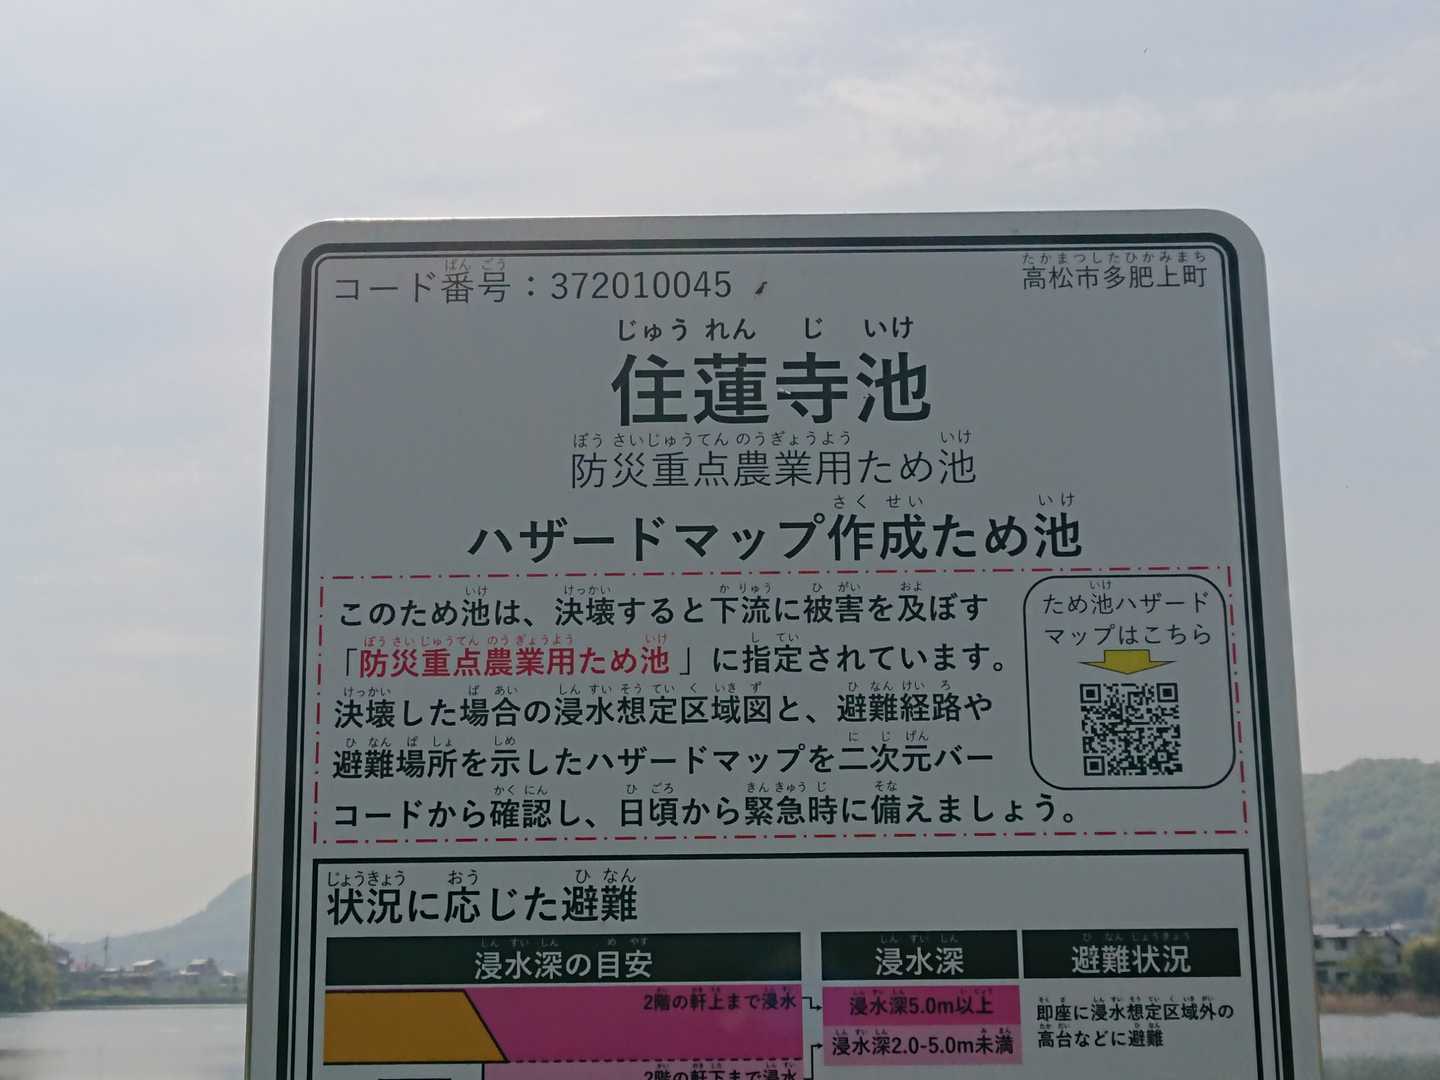 コード番号：372010045
高松市多肥上町
住蓮寺池
防災重点農業用ため池
ハザードマップ作成ため池
このため池は、決壊すると下流に被害を及ぼす
「防災重点農業用ため池」に指定されています。
決壊した場合の浸水想定区域図と、避難経路や
避難場所を示したハザードマップを二次元バー
コードから確認し、日頃から緊急時に備えましょう。
ため池ハザード
マップはこちら
状況に応じた避難
浸水深の目安
浸水深
避難状況
2階の軒上まで浸水
浸水深5.0m以上
浸水深2.0-5.0m未満
即座に浸水想定区域外の
高台などに避難
2階の軒下まで浸水